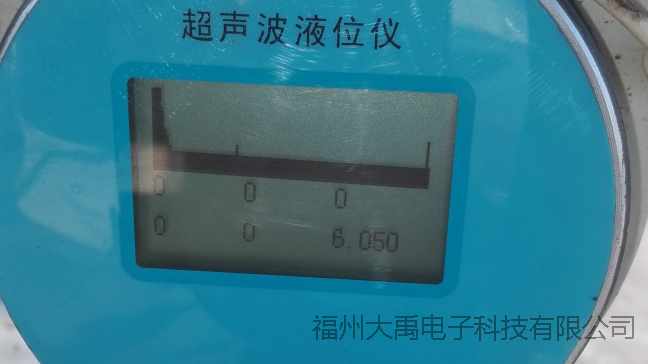 超声波液位仪
0 0 0
0 0 6.050
福州大禹电子科技有限公司